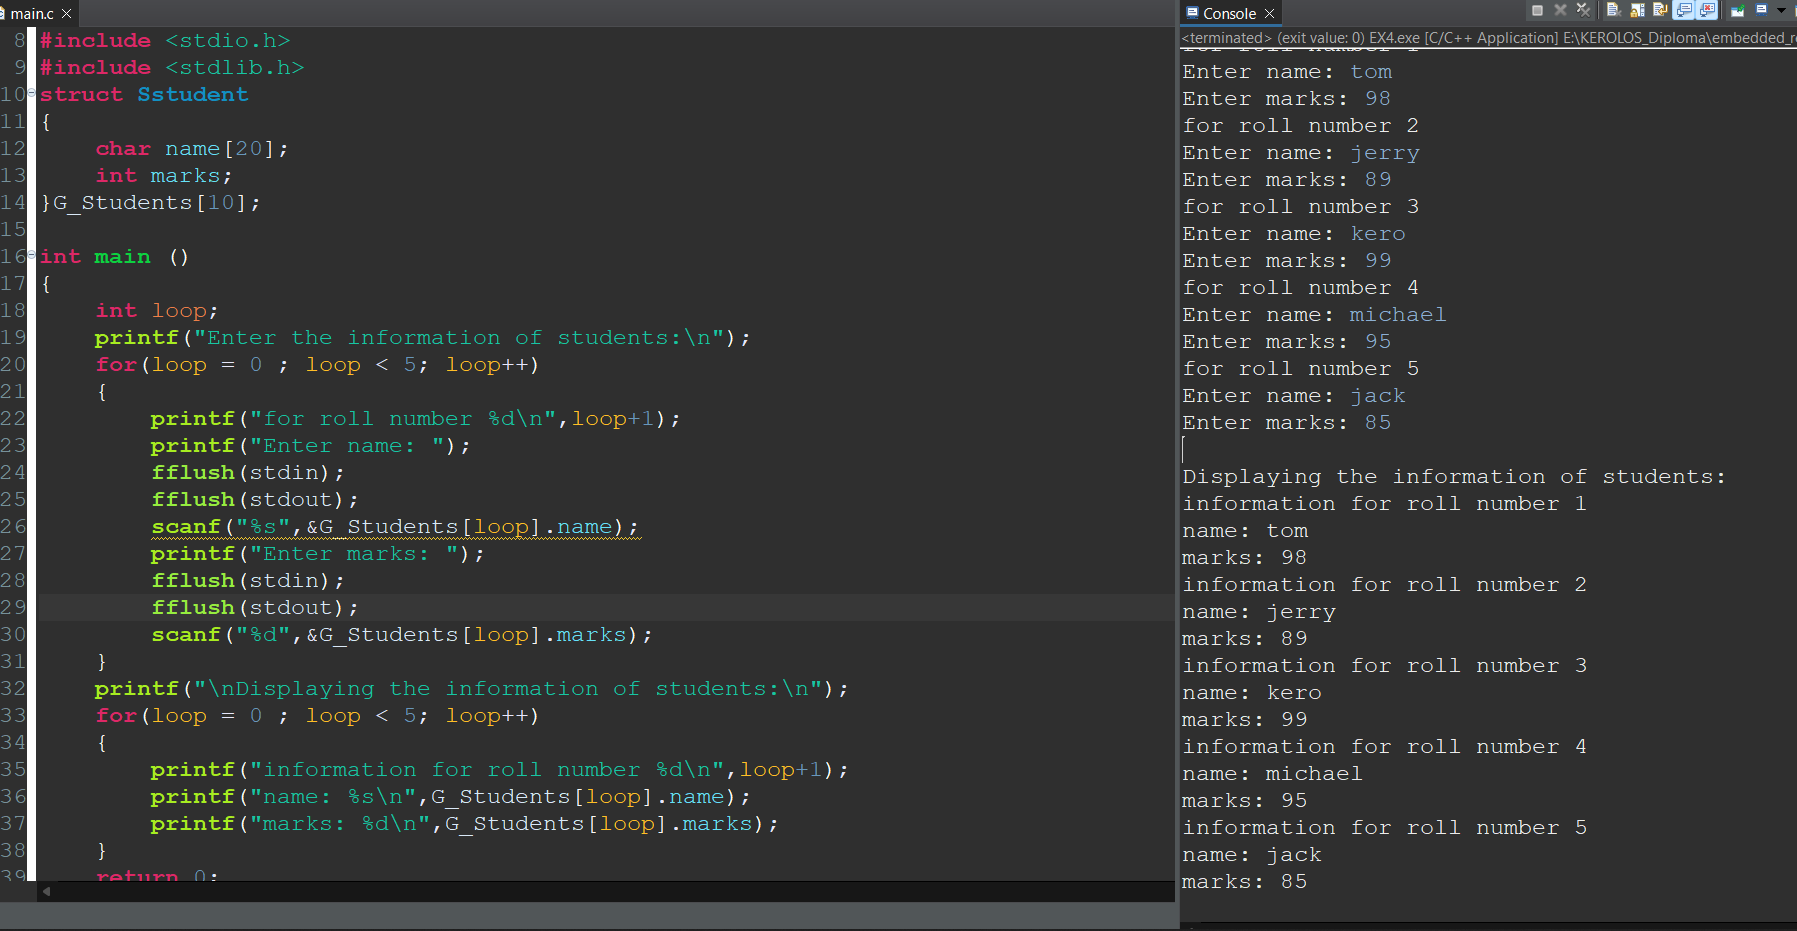 main.c
8 #include <stdio.h>
9 #include <stdlib.h>
10 struct Sstudent
11 {
12     char name[20];
13     int marks;
14 }G_Students[10];
15
16 int main ()
17 {
18     int loop;
19     printf("Enter the information of students:\n");
20     for(loop = 0 ; loop < 5; loop++)
21     {
22         printf("for roll number %d\n",loop+1);
23         printf("Enter name: ");
24         fflush(stdin);
25         fflush(stdout);
26         scanf("%s",&G_Students[loop].name);
27         printf("Enter marks: ");
28         fflush(stdin);
29         fflush(stdout);
30         scanf("%d",&G_Students[loop].marks);
31     }
32     printf("\nDisplaying the information of students:\n");
33     for(loop = 0 ; loop < 5; loop++)
34     {
35         printf("information for roll number %d\n",loop+1);
36         printf("name: %s\n",G_Students[loop].name);
37         printf("marks: %d\n",G_Students[loop].marks);
38     }
39     return 0;
Console
<terminated> (exit value: 0) EX4.exe [C/C++ Application] E:\KEROLOS_Diploma\embedded_
for roll number 1
Enter name: tom
Enter marks: 98
for roll number 2
Enter name: jerry
Enter marks: 89
for roll number 3
Enter name: kero
Enter marks: 99
for roll number 4
Enter name: michael
Enter marks: 95
for roll number 5
Enter name: jack
Enter marks: 85
Displaying the information of students:
information for roll number 1
name: tom
marks: 98
information for roll number 2
name: jerry
marks: 89
information for roll number 3
name: kero
marks: 99
information for roll number 4
name: michael
marks: 95
information for roll number 5
name: jack
marks: 85